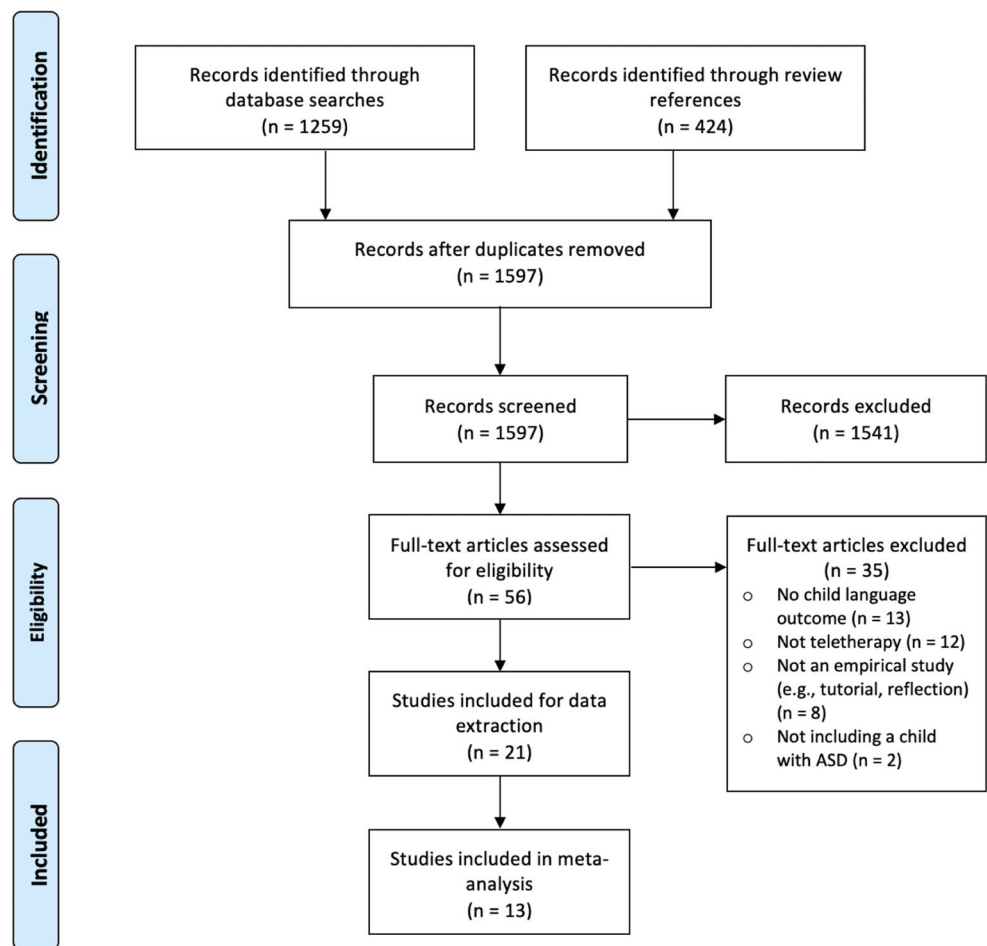 Identification
Records identified through
database searches
(n = 1259)
Records identified through review
references
(n = 424)
Records after duplicates removed
(n = 1597)
Screening
Records screened
(n = 1597)
Records excluded
(n = 1541)
Eligibility
Full-text articles assessed
for eligibility
(n = 56)
Full-text articles excluded
(n = 35)
o No child language
outcome (n = 13)
o Not teletherapy (n = 12)
o Not an empirical study
(e.g., tutorial, reflection)
(n = 8)
o Not including a child
with ASD (n = 2)
Studies included for data
extraction
(n = 21)
Included
Studies included in meta-
analysis
(n = 13)